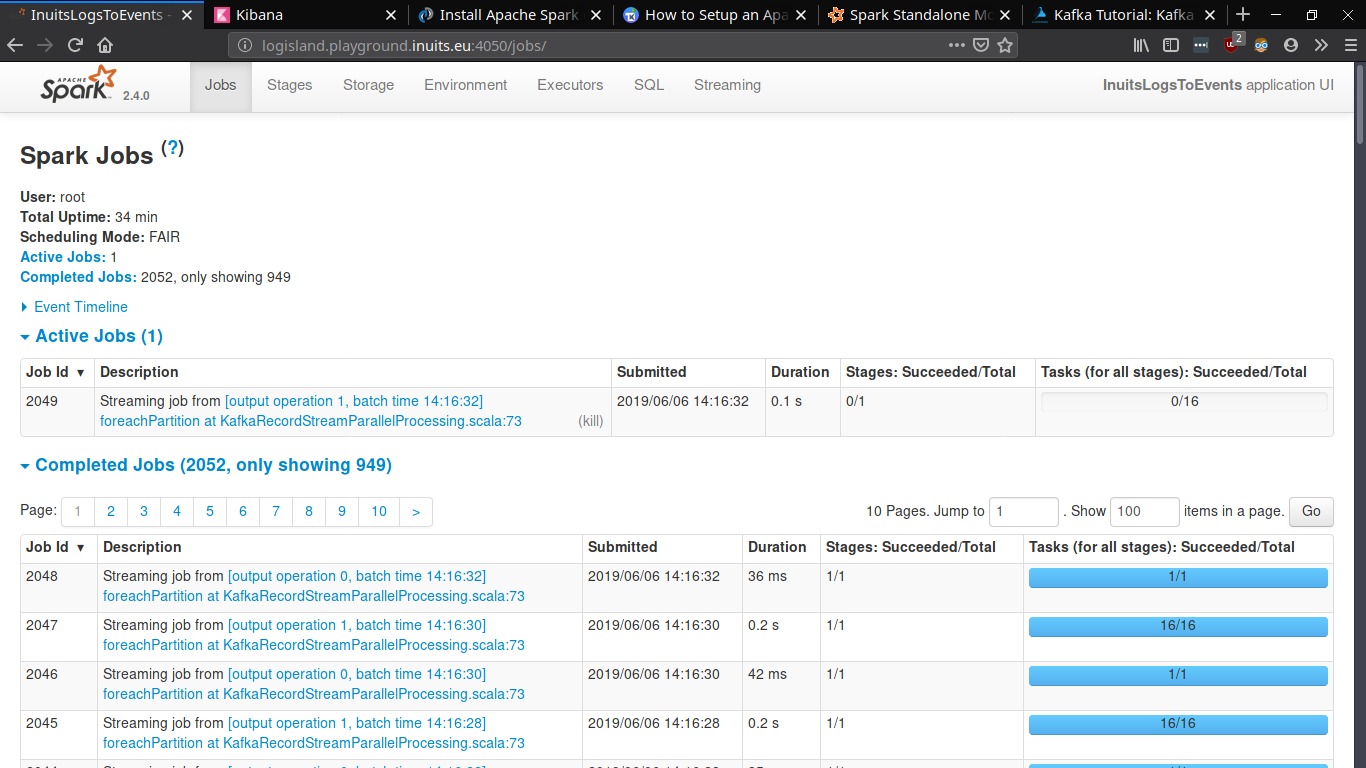 InuitsLogsToEvents -
Kibana
Install Apache Spark
How to Setup an Apa
Spark Standalone Mo
Kafka Tutorial: Kafka
logisland.playground.inuits.eu:4050/jobs/
2
APACHE Spark 2.4.0
Jobs Stages Storage Environment Executors SQL Streaming
InuitsLogsToEvents application UI
Spark Jobs (?)
User: root
Total Uptime: 34 min
Scheduling Mode: FAIR
Active Jobs: 1
Completed Jobs: 2052, only showing 949
Event Timeline
Active Jobs (1)
Job Id ▼ Description Submitted Duration Stages: Succeeded/Total Tasks (for all stages): Succeeded/Total
2049 Streaming job from [output operation 1, batch time 14:16:32] 2019/06/06 14:16:32 0.1 s 0/1 0/16
foreachPartition at KafkaRecordStreamParallelProcessing.scala:73 (kill)
Completed Jobs (2052, only showing 949)
Page: 1 2 3 4 5 6 7 8 9 10 > 10 Pages. Jump to 1 . Show 100 items in a page. Go
Job Id ▼ Description Submitted Duration Stages: Succeeded/Total Tasks (for all stages): Succeeded/Total
2048 Streaming job from [output operation 0, batch time 14:16:32] 2019/06/06 14:16:32 36 ms 1/1 1/1
foreachPartition at KafkaRecordStreamParallelProcessing.scala:73
2047 Streaming job from [output operation 1, batch time 14:16:30] 2019/06/06 14:16:30 0.2 s 1/1 16/16
foreachPartition at KafkaRecordStreamParallelProcessing.scala:73
2046 Streaming job from [output operation 0, batch time 14:16:30] 2019/06/06 14:16:30 42 ms 1/1 1/1
foreachPartition at KafkaRecordStreamParallelProcessing.scala:73
2045 Streaming job from [output operation 1, batch time 14:16:28] 2019/06/06 14:16:28 0.2 s 1/1 16/16
foreachPartition at KafkaRecordStreamParallelProcessing.scala:73